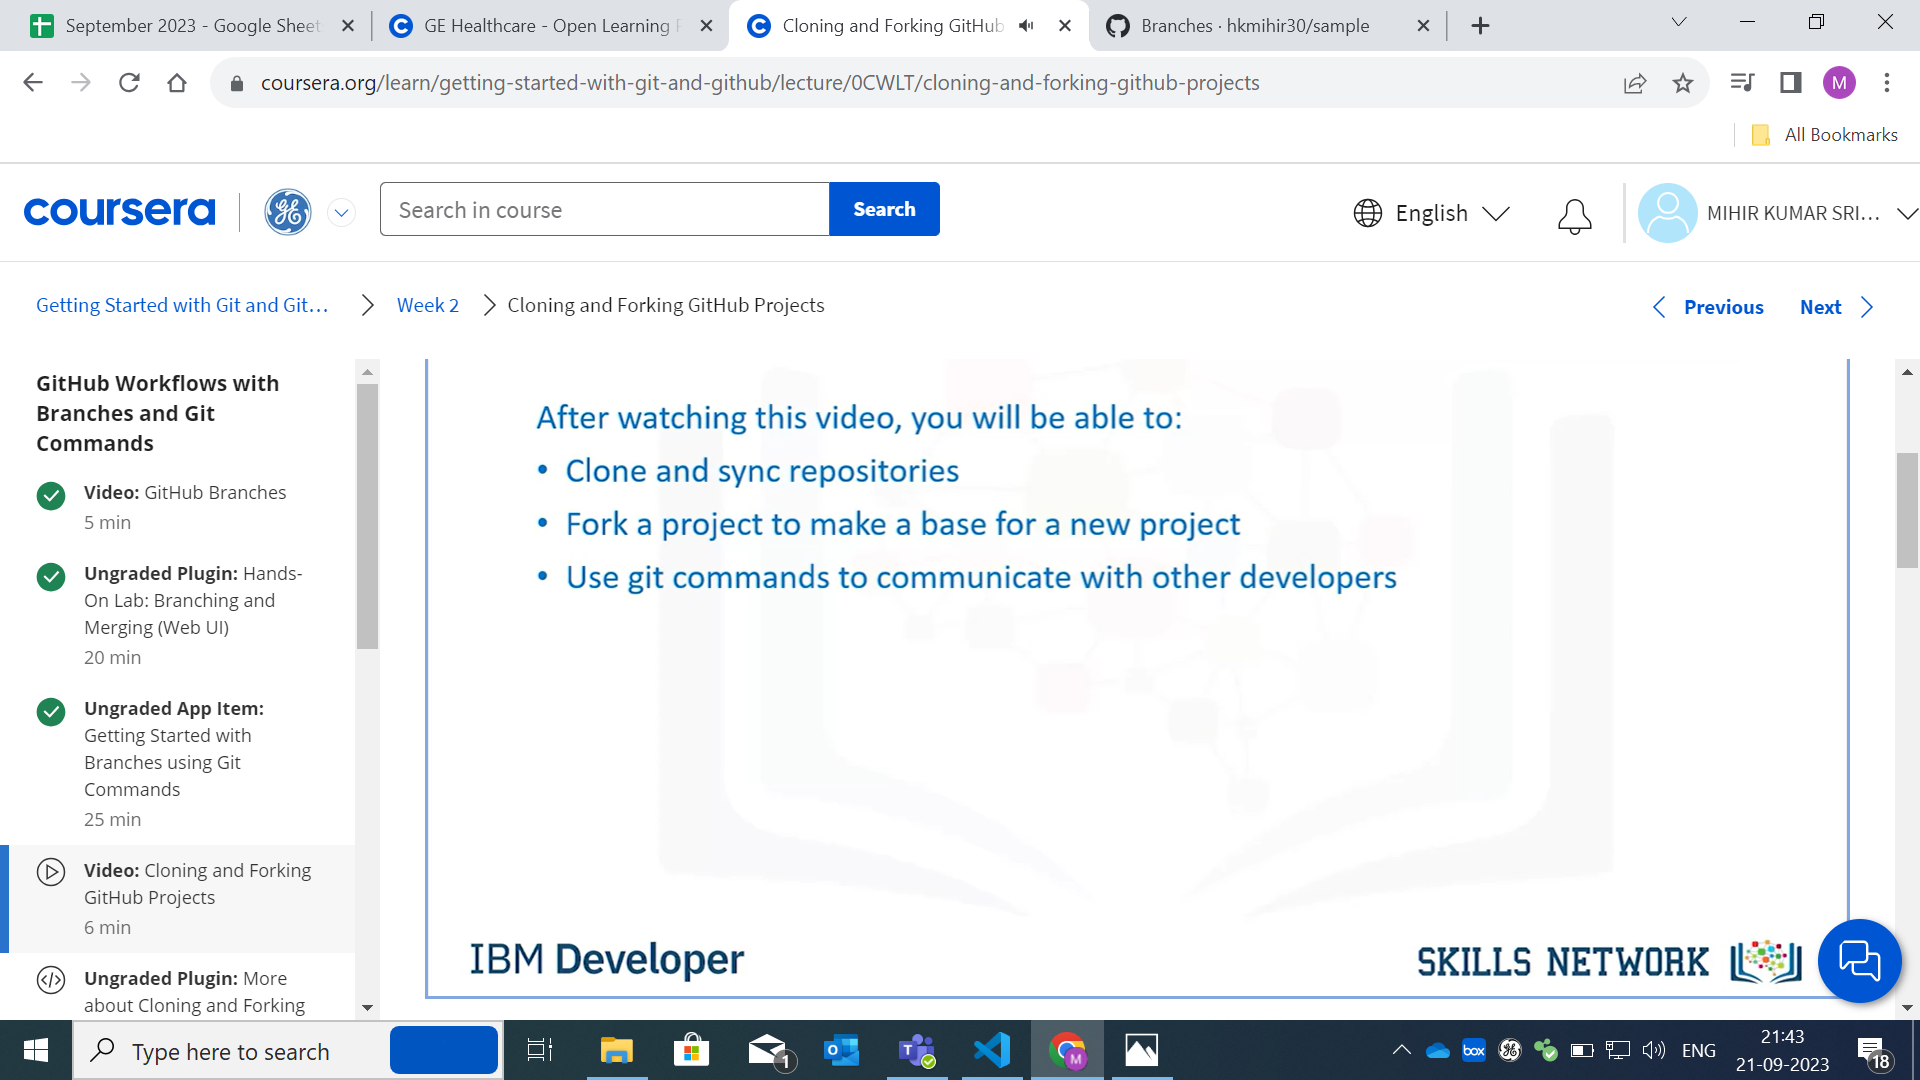 September 2023 - Google Sheet
GE Healthcare - Open Learning
Cloning and Forking GitHub
Branches · hkmihir30/sample
coursera.org/learn/getting-started-with-git-and-github/lecture/0CWLT/cloning-and-forking-github-projects
M
All Bookmarks
coursera
GE
Search in course
Search
English
MIHIR KUMAR SRI...
Getting Started with Git and Git...
Week 2
Cloning and Forking GitHub Projects
Previous
Next
GitHub Workflows with
Branches and Git
Commands
Video: GitHub Branches
5 min
Ungraded Plugin: Hands-
On Lab: Branching and
Merging (Web UI)
20 min
Ungraded App Item:
Getting Started with
Branches using Git
Commands
25 min
Video: Cloning and Forking
GitHub Projects
6 min
Ungraded Plugin: More
about Cloning and Forking
After watching this video, you will be able to:
• Clone and sync repositories
• Fork a project to make a base for a new project
• Use git commands to communicate with other developers
IBM Developer
SKILLS NETWORK
Type here to search
1
M
box
ENG
21:43
21-09-2023
18